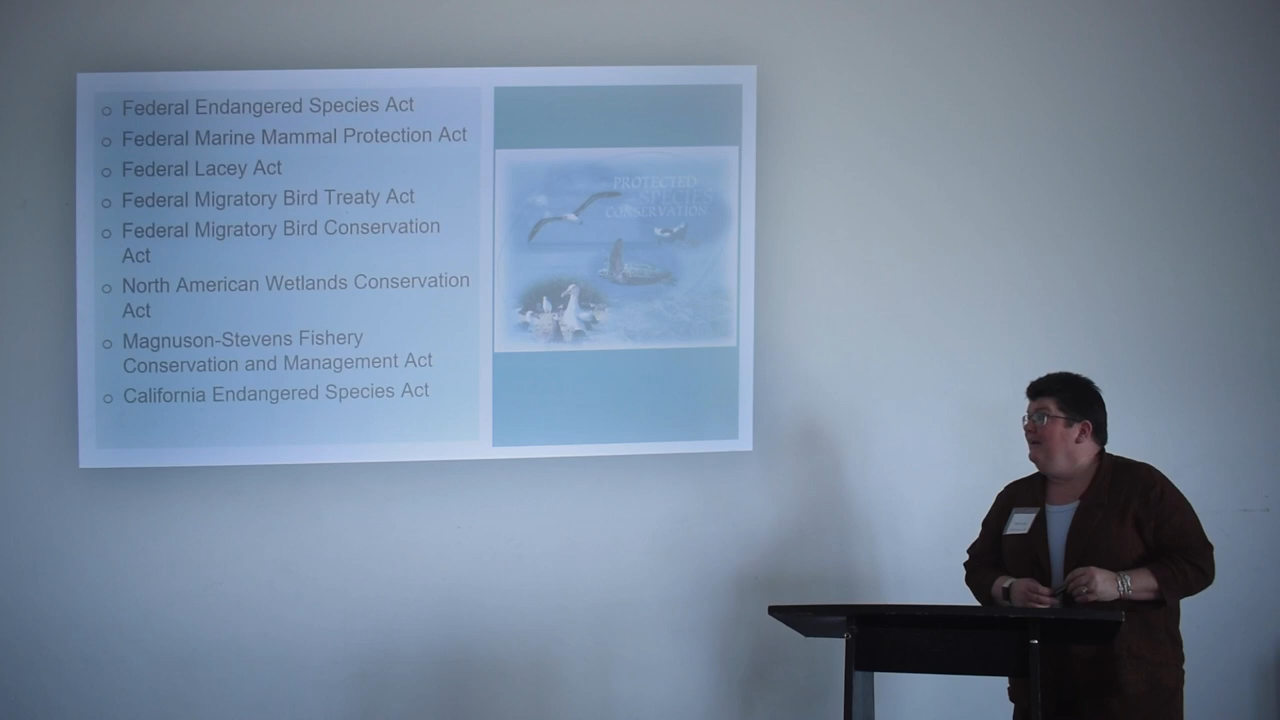 Federal Endangered Species Act
Federal Marine Mammal Protection Act
Federal Lacey Act
Federal Migratory Bird Treaty Act
Federal Migratory Bird Conservation
Act
North American Wetlands Conservation
Act
Magnuson-Stevens Fishery
Conservation and Management Act
California Endangered Species Act
PROTECTED
SPECIES
CONSERVATION